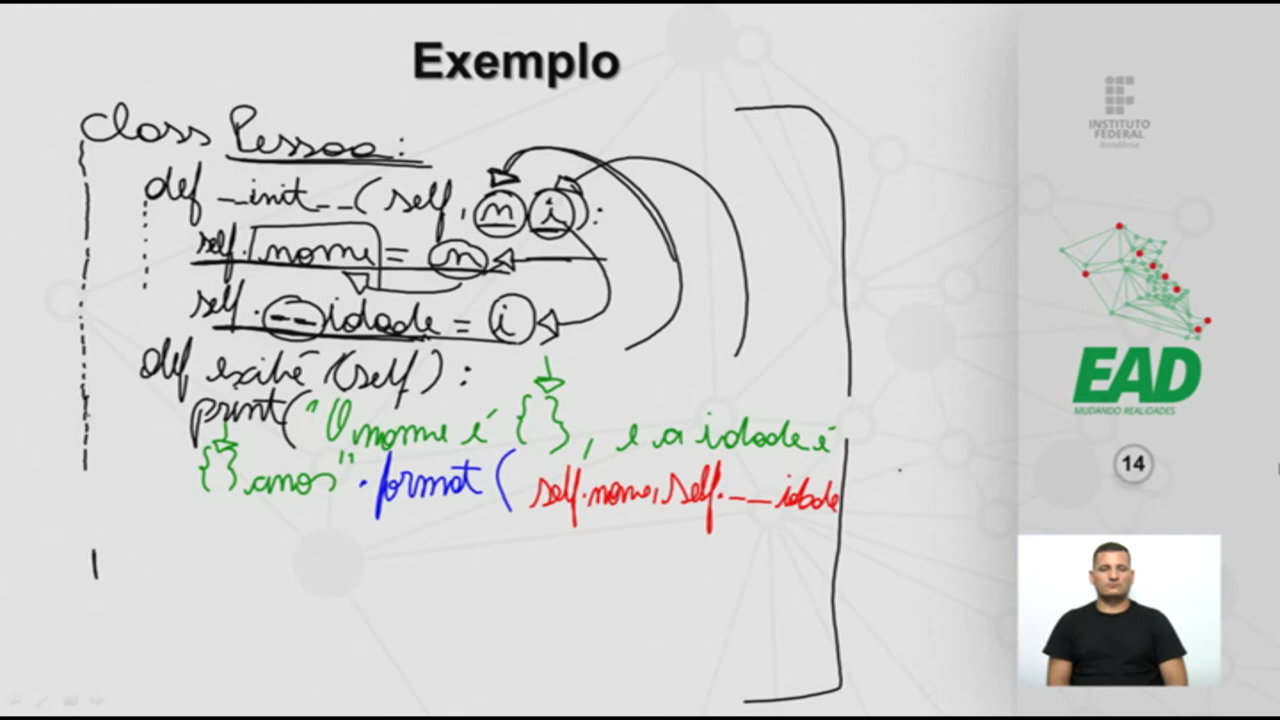 Exemplo
class Pessoa:
def __init__(self, n i):
self.nome = n
self.__idade = i
def exibe (self):
print("O nome é {}, e a idade é
{} anos".format(self.nome, self.__idade
INSTITUTO
FEDERAL
Rondônia
EAD
MUDANDO REALIDADES
14